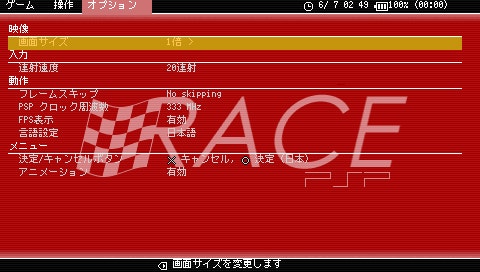 ゲーム 操作 オプション 6/ 7 02 49 100% (00:00)
映像
画面サイズ 1倍 >
入力
連射速度 20連射
動作
フレームスキップ No skipping
PSP クロック周波数 333 MHz
FPS表示 有効
言語設定 日本語
メニュー
決定/キャンセルボタン キャンセル, 決定 (日本)
アニメーション 有効
RACE
PSP
画面サイズを変更します